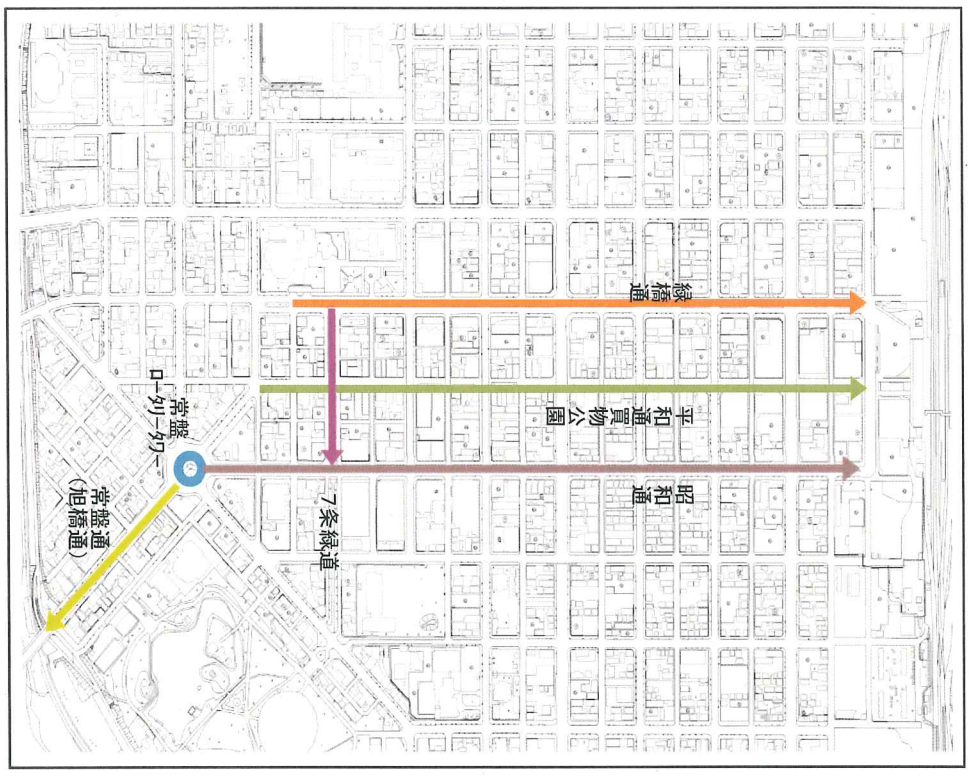 緑橋通
平和通買物公園
昭和通
7条緑道
常盤
ロータリータワー
常盤通
（旭橋通）